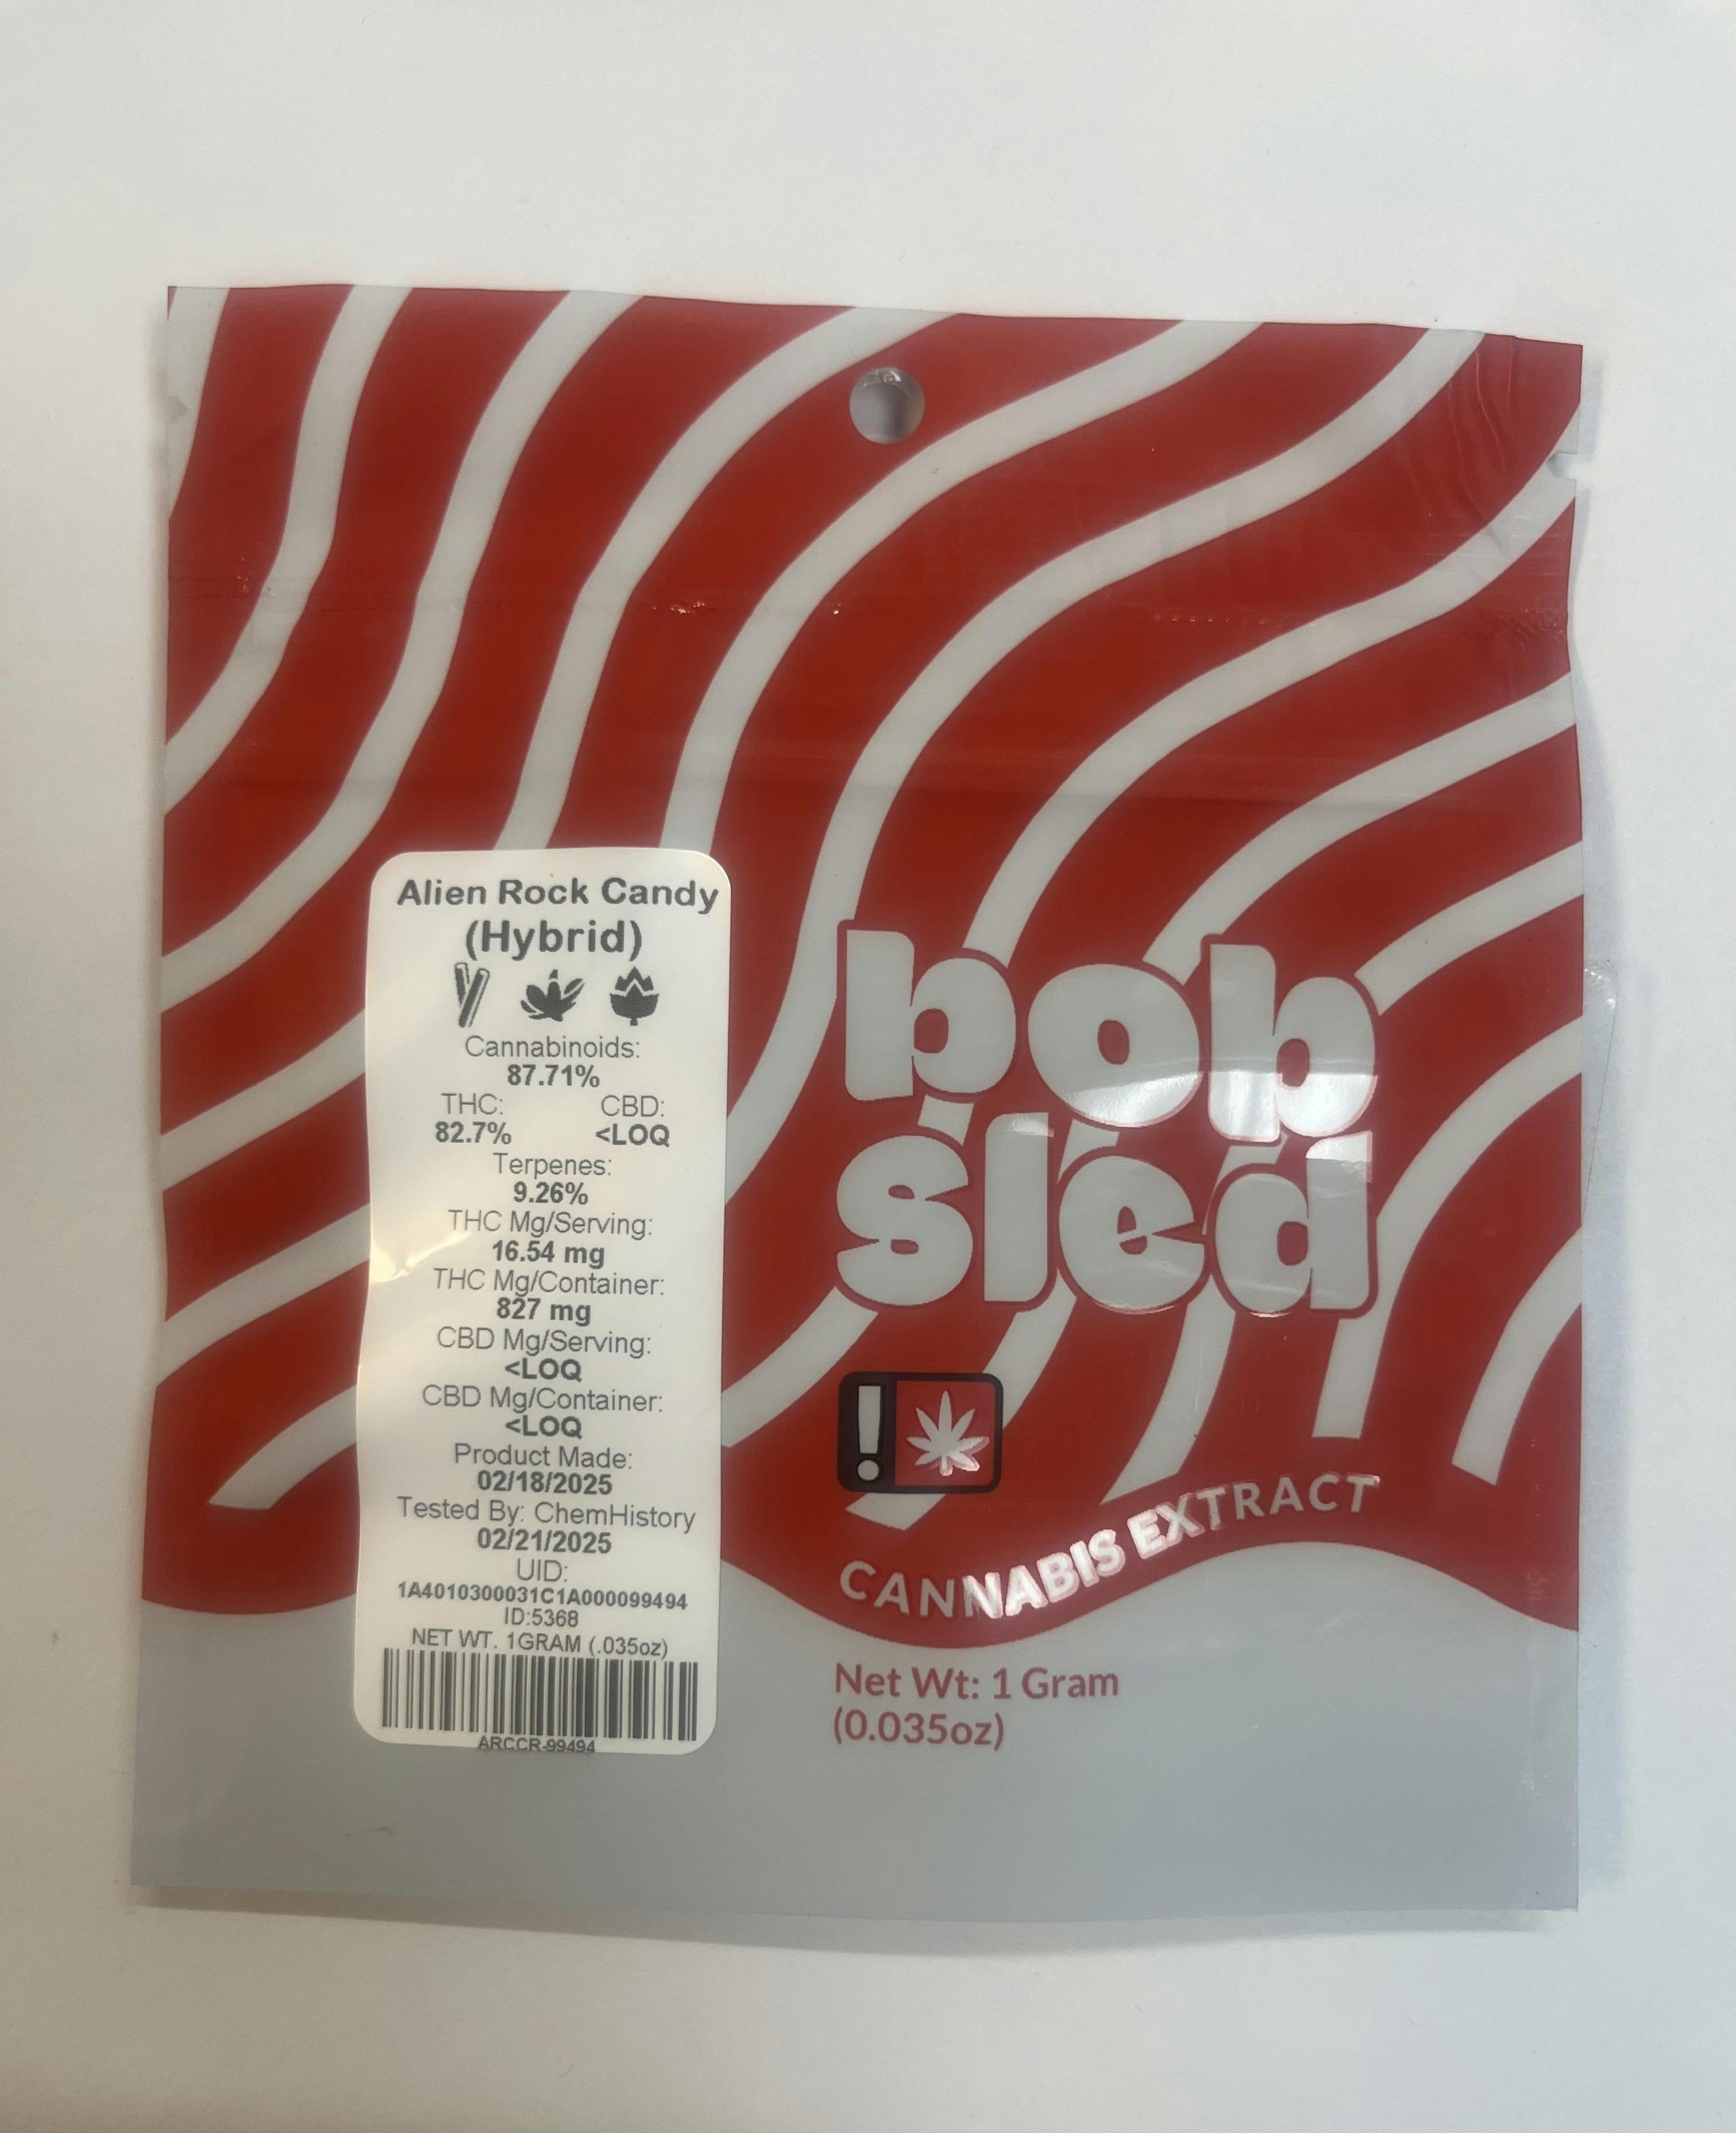 Alien Rock Candy
(Hybrid)
Cannabinoids:
87.71%
THC: CBD:
82.7% <LOQ
Terpenes:
9.26%
THC Mg/Serving:
16.54 mg
THC Mg/Container:
827 mg
CBD Mg/Serving:
<LOQ
CBD Mg/Container:
<LOQ
Product Made:
02/18/2025
Tested By: ChemHistory
02/21/2025
UID:
1A4010300031C1A000099494
ID:5368
NET WT. 1GRAM (.035oz)
ARCCR-99494
bob
sled
!
CANNABIS EXTRACT
Net Wt: 1 Gram
(0.035oz)